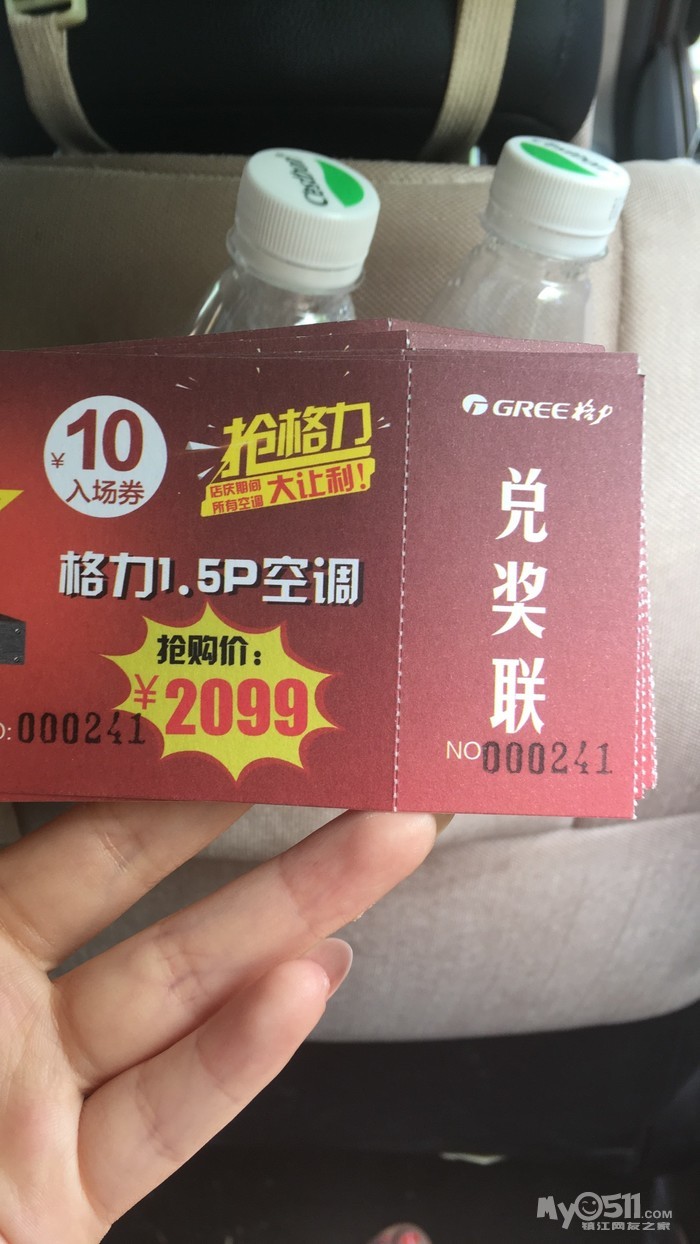 C'estbon
C'estbon
¥10
入场券
抢格力
店庆期间
所有空调
大让利!
格力1.5P空调
抢购价:
¥2099
O:000241
GREE格力
兑奖联
NO000241
My0511.COM
镇江网友之家